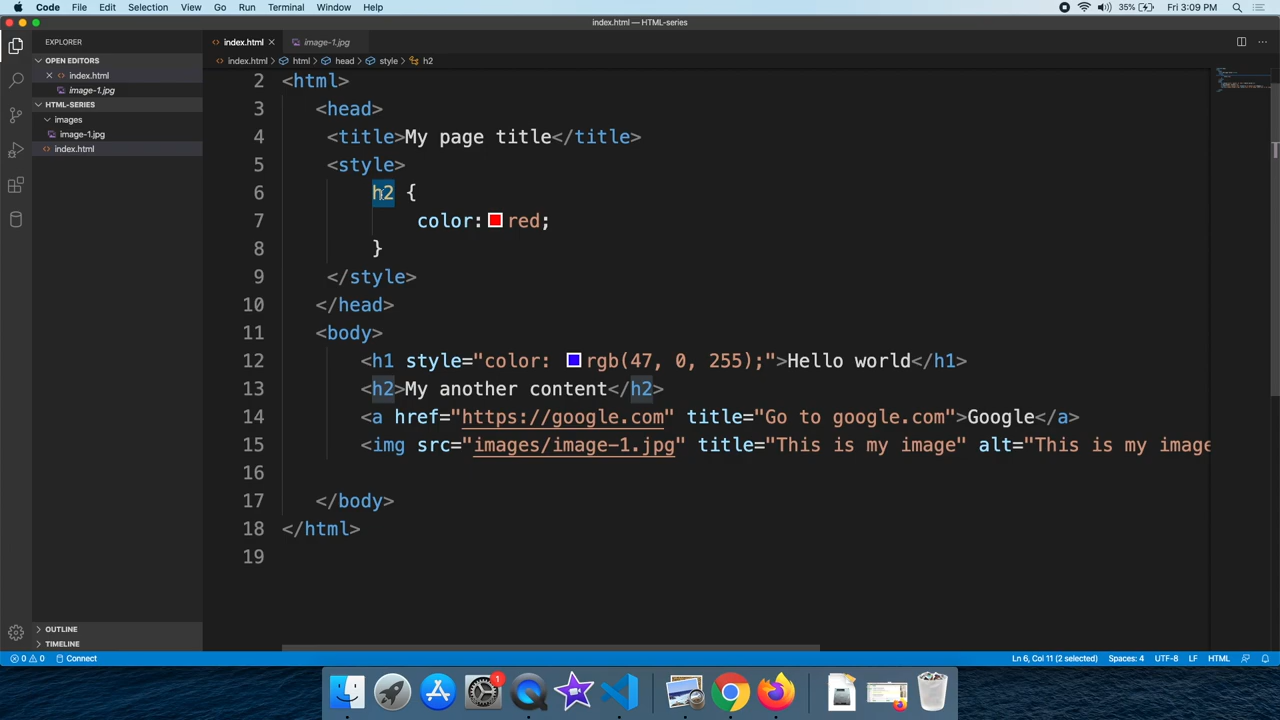 Code File Edit Selection View Go Run Terminal Window Help 35% Fri 3:09 PM
index.html — HTML-series
EXPLORER
index.html
image-1.jpg
OPEN EDITORS
index.html > html > head > style > h2
index.html
image-1.jpg
HTML-SERIES
images
image-1.jpg
index.html
2 <html>
3 <head>
4 <title>My page title</title>
5 <style>
6 h2 {
7 color: red;
8 }
9 </style>
10 </head>
11 <body>
12 <h1 style="color: rgb(47, 0, 255);">Hello world</h1>
13 <h2>My another content</h2>
14 <a href="https://google.com" title="Go to google.com">Google</a>
15 <img src="images/image-1.jpg" title="This is my image" alt="This is my image
16
17 </body>
18 </html>
19
OUTLINE
TIMELINE
0 0 Connect Ln 6, Col 11 (2 selected) Spaces: 4 UTF-8 LF HTML
1